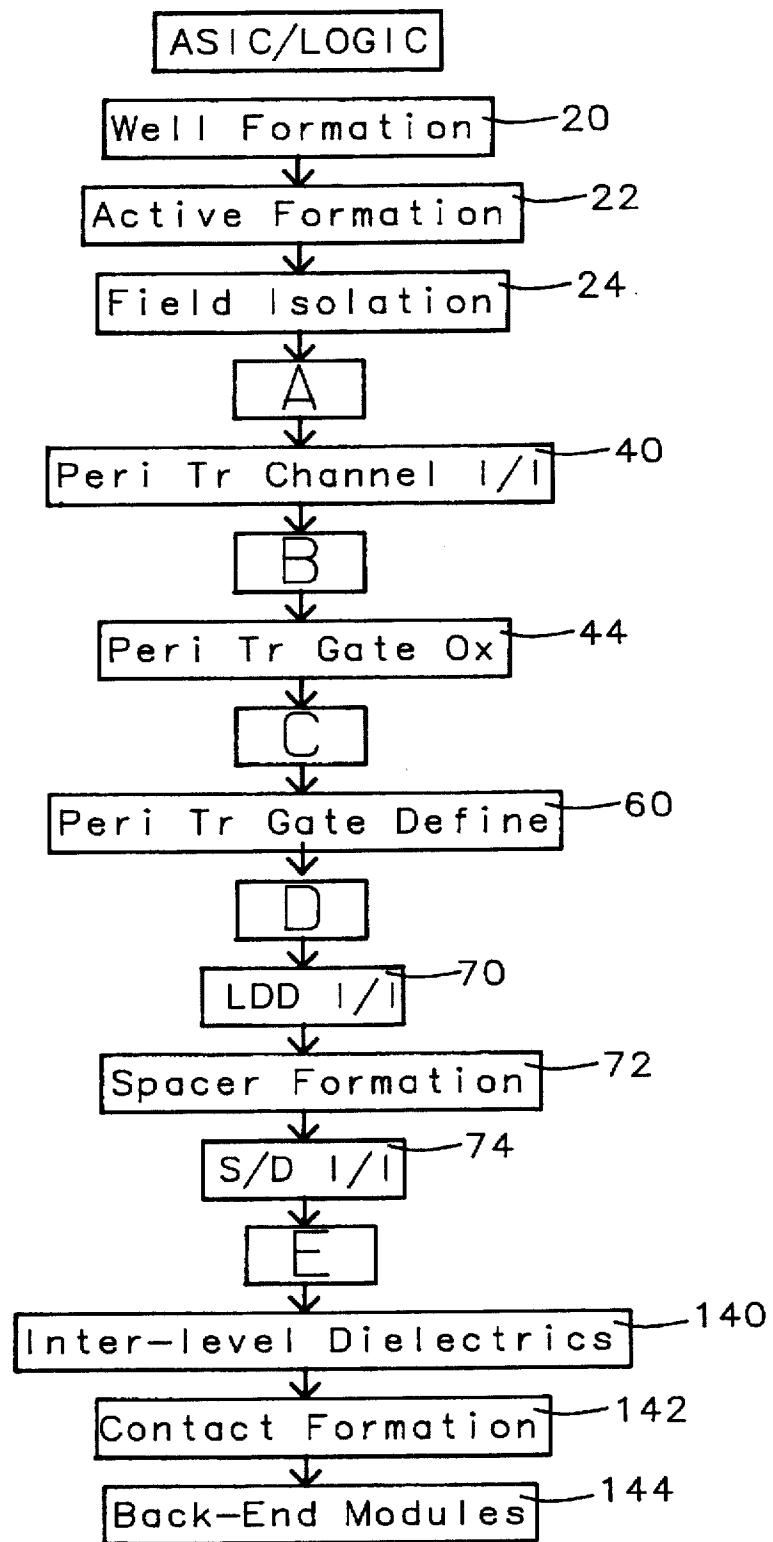 ASIC/LOGIC
Well Formation 20
Active Formation 22
Field Isolation 24
A
Peri Tr Channel I/I 40
B
Peri Tr Gate Ox 44
C
Peri Tr Gate Define 60
D
LDD I/I 70
Spacer Formation 72
S/D I/I 74
E
Inter-level Dielectrics 140
Contact Formation 142
Back-End Modules 144